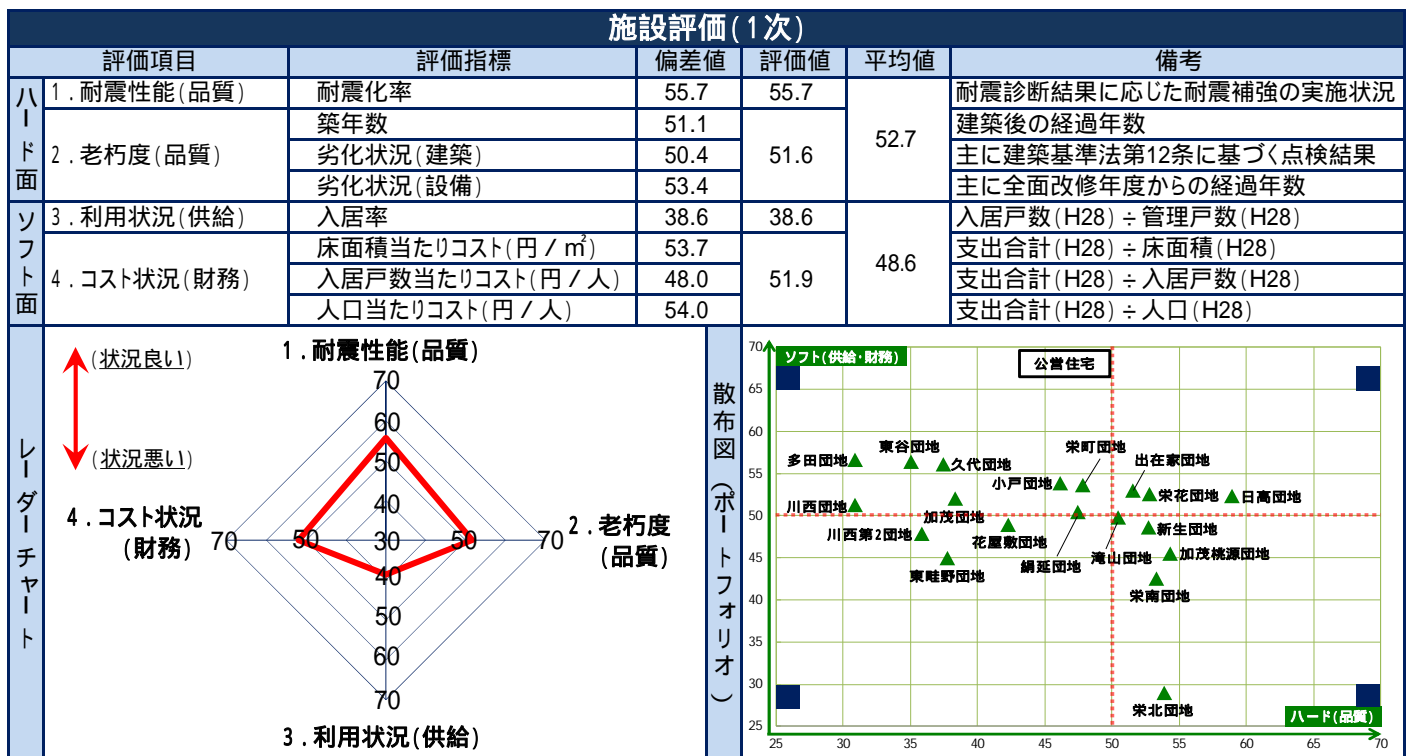 施設評価(1次)
評価項目 評価指標 偏差値 評価値 平均値 備考
ハード面
1.耐震性能(品質) 耐震化率 55.7 55.7 52.7 耐震診断結果に応じた耐震補強の実施状況
2.老朽度(品質) 築年数 51.1 51.6 建築後の経過年数
劣化状況(建築) 50.4 主に建築基準法第12条に基づく点検結果
劣化状況(設備) 53.4 主に全面改修年度からの経過年数
ソフト面
3.利用状況(供給) 入居率 38.6 38.6 48.6 入居戸数(H28)÷管理戸数(H28)
4.コスト状況(財務) 床面積当たりコスト(円/㎡) 53.7 51.9 支出合計(H28)÷床面積(H28)
入居戸数当たりコスト(円/人) 48.0 支出合計(H28)÷入居戸数(H28)
人口当たりコスト(円/人) 54.0 支出合計(H28)÷人口(H28)
レーダーチャート
(状況良い)
(状況悪い)
1.耐震性能(品質)
70
60
50
40
4.コスト状況
(財務)
70 50 30 50 70
2.老朽度
(品質)
40
50
60
70
3.利用状況(供給)
散布図(ポートフォリオ)
70
65
60
55
50
45
40
35
30
25
ソフト(供給・財務)
公営住宅
多田団地
東谷団地
久代団地
栄町団地
出在家団地
小戸団地
栄花団地
日高団地
川西団地
加茂団地
川西第2団地
花屋敷団地
絹延団地
滝山団地
新生団地
東畦野団地
加茂桃源団地
栄南団地
栄北団地
ハード(品質)
25 30 35 40 45 50 55 60 65 70